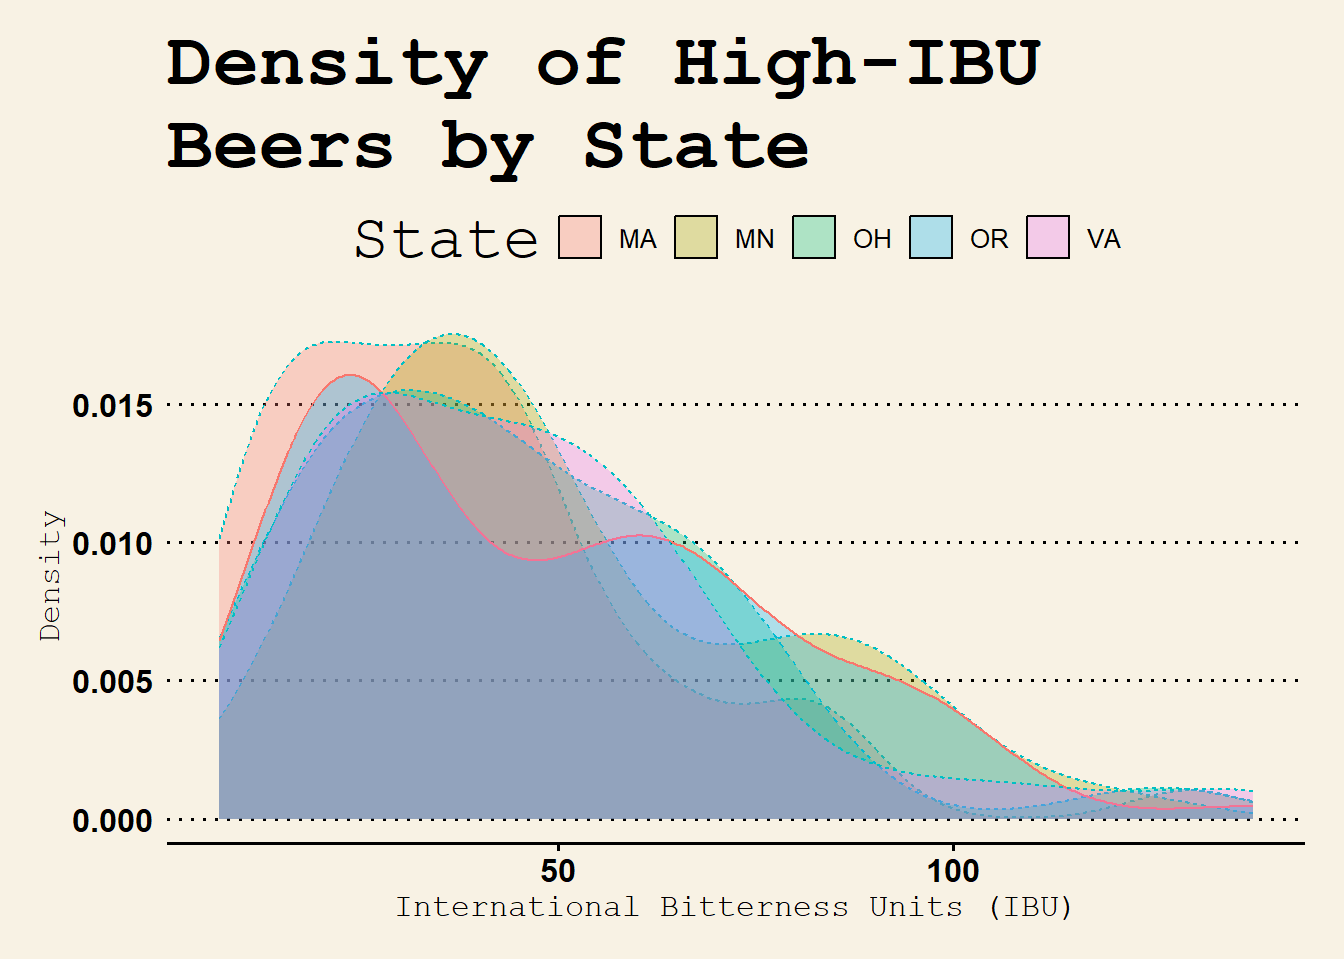 Density of High-IBU
Beers by State
State MA MN OH OR VA
Density
0.015
0.010
0.005
0.000
50 100
International Bitterness Units (IBU)